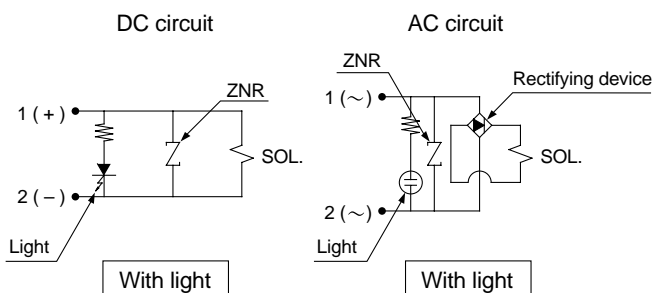 DC circuit
ZNR
1 (+)
SOL.
2 (−)
Light
With light
AC circuit
ZNR
Rectifying device
1 (∼)
SOL.
2 (∼)
Light
With light